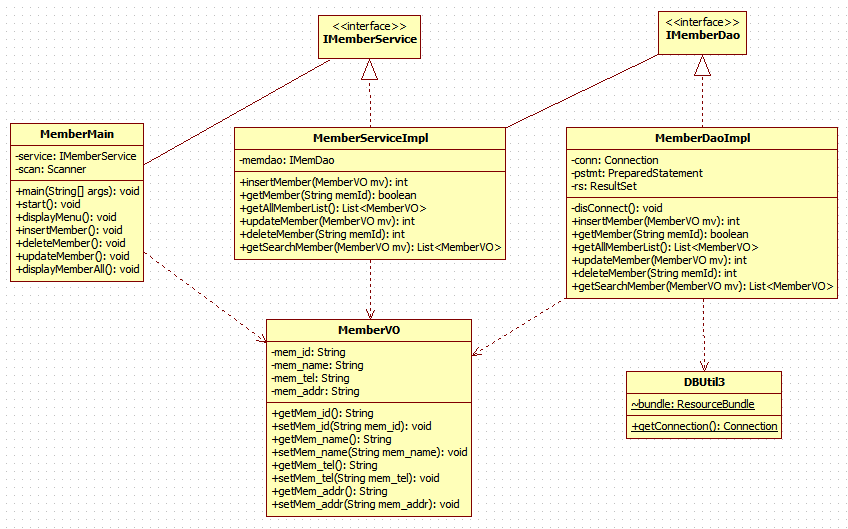 <<interface>>
IMemberService
<<interface>>
IMemberDao
MemberMain
-service: IMemberService
-scan: Scanner
+main(String[] args): void
+start(): void
+displayMenu(): void
+insertMember(): void
+deleteMember(): void
+updateMember(): void
+displayMemberAll(): void
MemberServiceImpl
-memdao: IMemDao
+insertMember(MemberVO mv): int
+getMember(String memId): boolean
+getAllMemberList(): List<MemberVO>
+updateMember(MemberVO mv): int
+deleteMember(String memId): int
+getSearchMember(MemberVO mv): List<MemberVO>
MemberDaoImpl
-conn: Connection
-pstmt: PreparedStatement
-rs: ResultSet
-disConnect(): void
+insertMember(MemberVO mv): int
+getMember(String memId): boolean
+getAllMemberList(): List<MemberVO>
+updateMember(MemberVO mv): int
+deleteMember(String memId): int
+getSearchMember(MemberVO mv): List<MemberVO>
MemberVO
-mem_id: String
-mem_name: String
-mem_tel: String
-mem_addr: String
+getMem_id(): String
+setMem_id(String mem_id): void
+getMem_name(): String
+setMem_name(String mem_name): void
+getMem_tel(): String
+setMem_tel(String mem_tel): void
+getMem_addr(): String
+setMem_addr(String mem_addr): void
DBUtil3
~bundle: ResourceBundle
+getConnection(): Connection